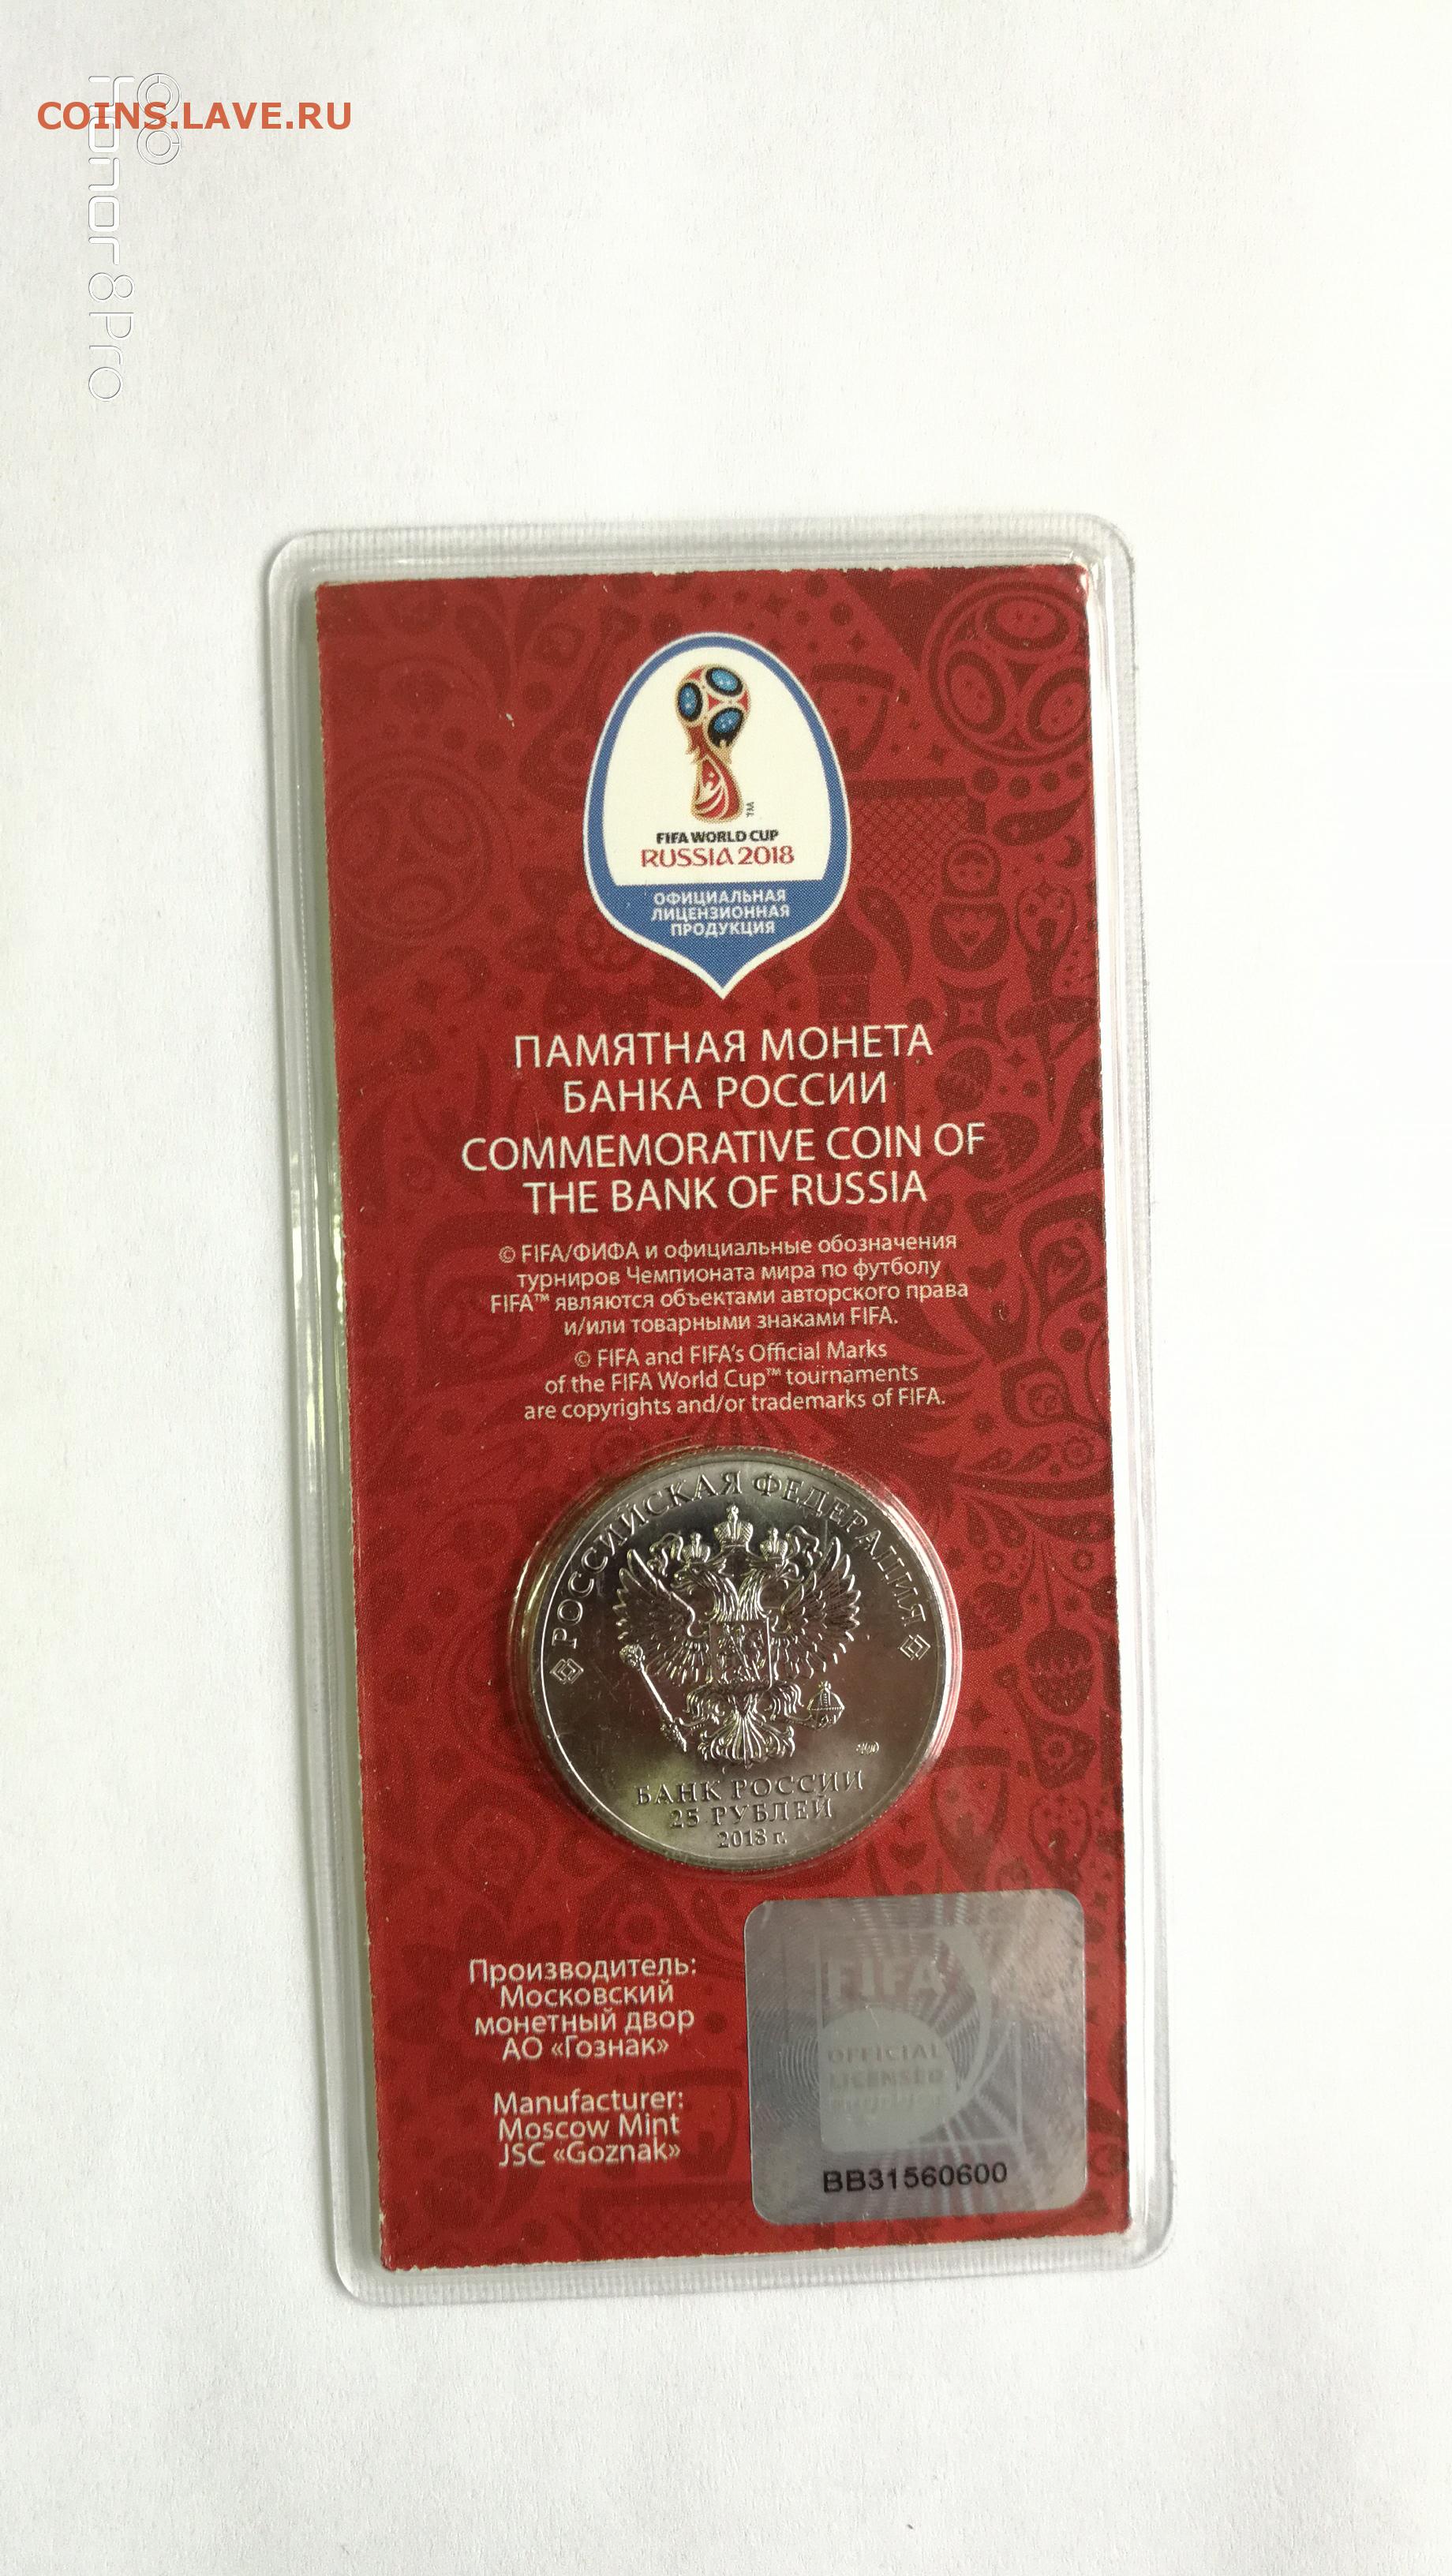 COINS.LAVE.RU
honor 8 Pro
FIFA WORLD CUP
RUSSIA 2018
TM
ОФИЦИАЛЬНАЯ
ЛИЦЕНЗИОННАЯ
ПРОДУКЦИЯ
ПАМЯТНАЯ МОНЕТА
БАНКА РОССИИ
COMMEMORATIVE COIN OF
THE BANK OF RUSSIA
© FIFA/ФИФА и официальные обозначения
турниров Чемпионата мира по футболу
FIFA™ являются объектами авторского права
и/или товарными знаками FIFA.
© FIFA and FIFA's Official Marks
of the FIFA World Cup™ tournaments
are copyrights and/or trademarks of FIFA.
РОССИЙСКАЯ ФЕДЕРАЦИЯ
БАНК РОССИИ
25 РУБЛЕЙ
2018 г.
Производитель:
Московский
монетный двор
АО «Гознак»
Manufacturer:
Moscow Mint
JSC «Goznak»
FIFA
OFFICIAL
LICENSED
BB31560600